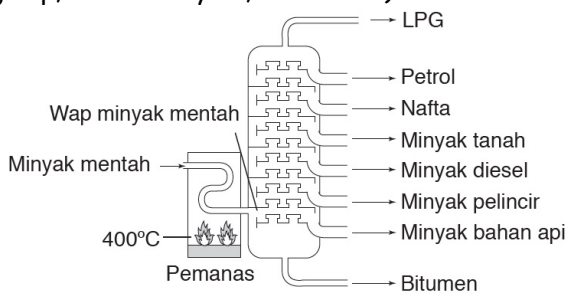 LPG
Petrol
Nafta
Wap minyak mentah
Minyak tanah
Minyak mentah
Minyak diesel
Minyak pelincir
400°C
Minyak bahan api
Pemanas
Bitumen